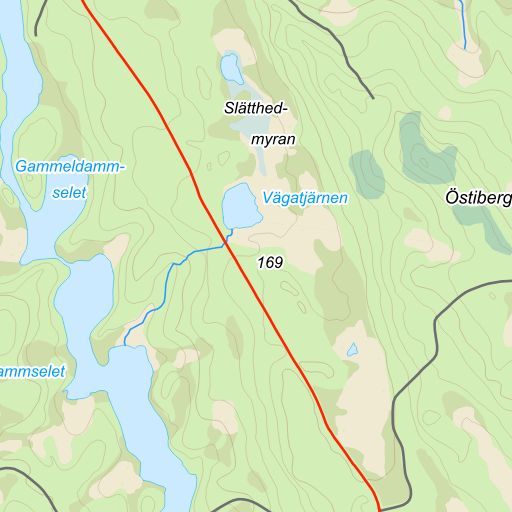 Slätthed-
myran
Gammeldamm-
selet
Vägatjärnen
Östiberg
169
ammselet